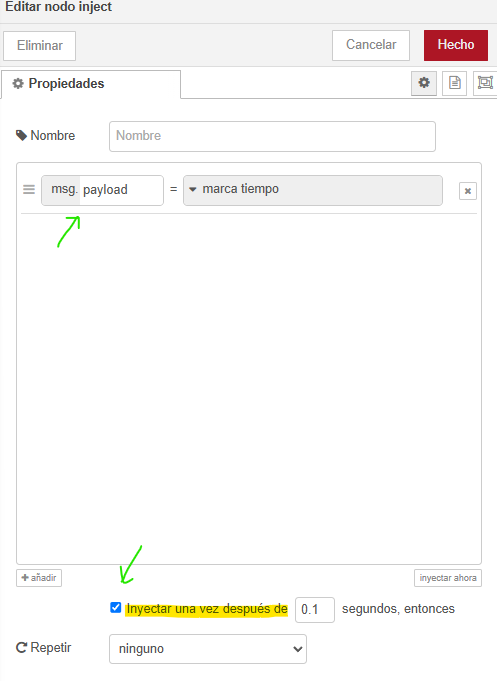 Editar nodo inject
Eliminar Cancelar Hecho
Propiedades
Nombre Nombre
msg. payload = marca tiempo
añadir inyectar ahora
Inyectar una vez después de 0.1 segundos, entonces
Repetir ninguno